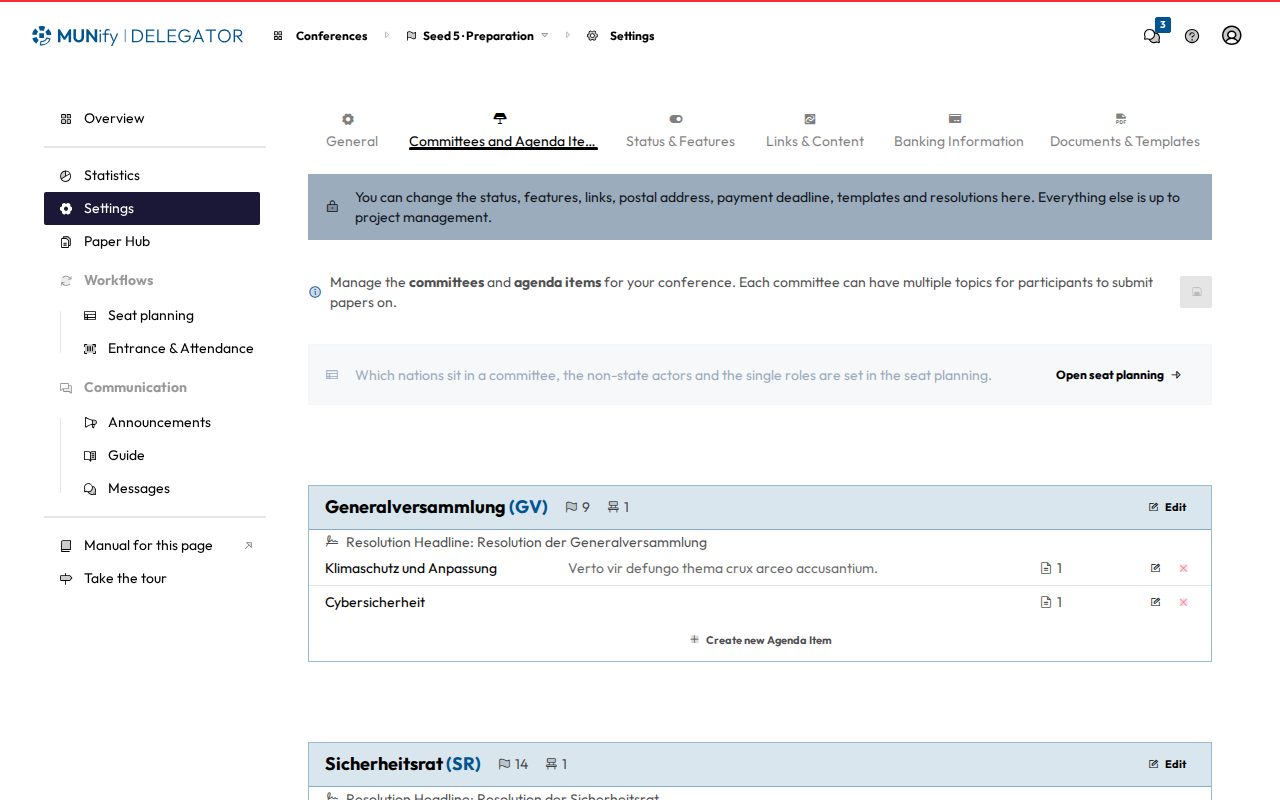 MUNify | DELEGATOR
Conferences
Seed 5 · Preparation
Settings
3
Overview
Statistics
Settings
Paper Hub
Workflows
Seat planning
Entrance & Attendance
Communication
Announcements
Guide
Messages
Manual for this page
Take the tour
General
Committees and Agenda Ite...
Status & Features
Links & Content
Banking Information
Documents & Templates
You can change the status, features, links, postal address, payment deadline, templates and resolutions here. Everything else is up to
project management.
Manage the committees and agenda items for your conference. Each committee can have multiple topics for participants to submit
papers on.
Which nations sit in a committee, the non-state actors and the single roles are set in the seat planning.
Open seat planning
Generalversammlung (GV) 9 1
Edit
Resolution Headline: Resolution der Generalversammlung
Klimaschutz und Anpassung
Verto vir defungo thema crux arceo accusantium.
1
Cybersicherheit
1
Create new Agenda Item
Sicherheitsrat (SR) 14 1
Edit
Resolution Headline: Resolution der Sicherheitsrat